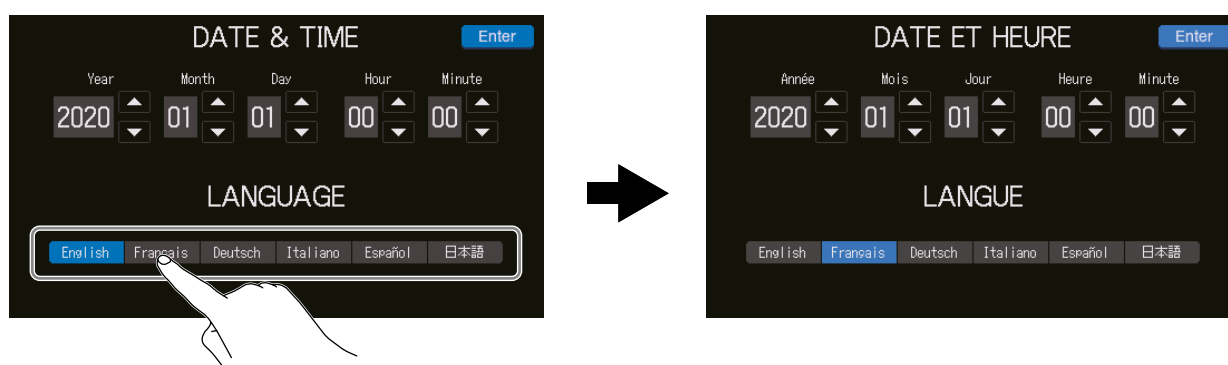 DATE & TIME Enter
Year Month Day Hour Minute
2020 01 01 00 00
LANGUAGE
English Français Deutsch Italiano Español 日本語
DATE ET HEURE Enter
Année Mois Jour Heure Minute
2020 01 01 00 00
LANGUE
English Français Deutsch Italiano Español 日本語